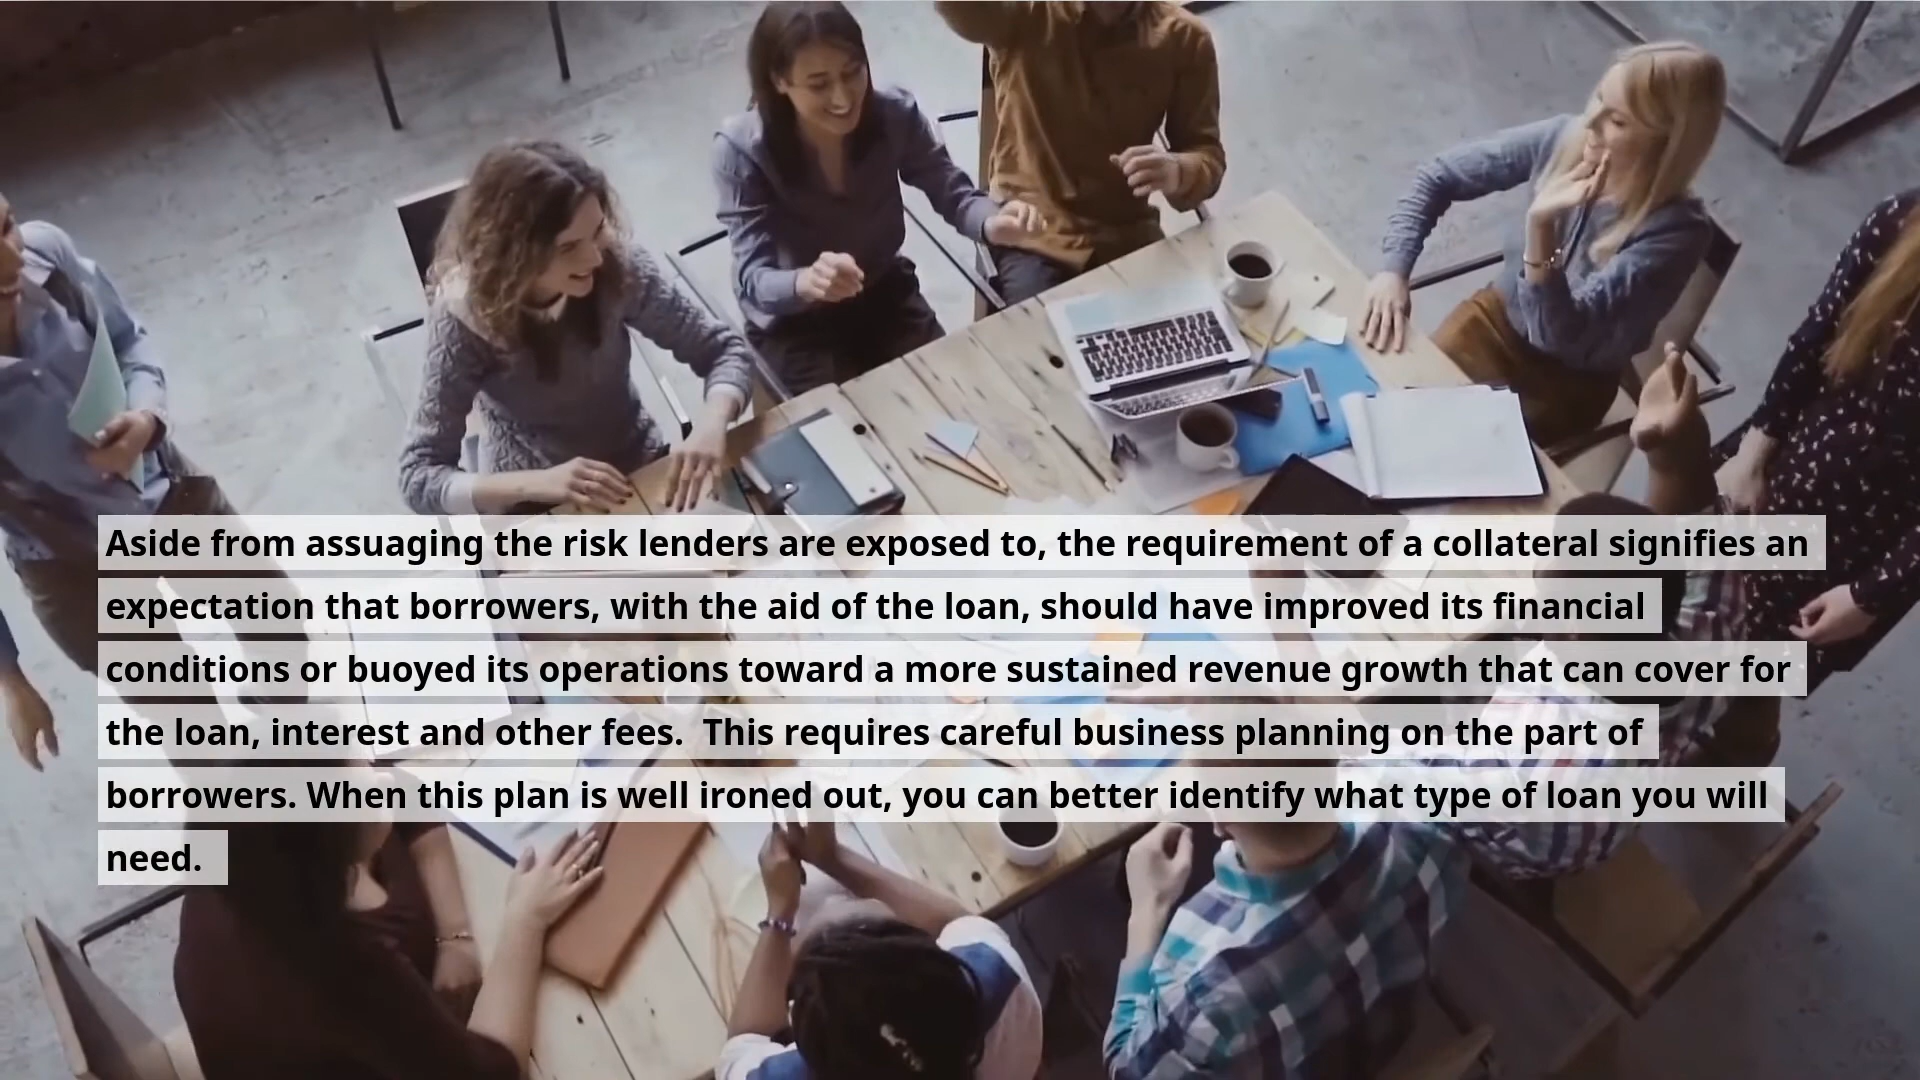 Aside from assuaging the risk lenders are exposed to, the requirement of a collateral signifies an
expectation that borrowers, with the aid of the loan, should have improved its financial
conditions or buoyed its operations toward a more sustained revenue growth that can cover for
the loan, interest and other fees.  This requires careful business planning on the part of
borrowers. When this plan is well ironed out, you can better identify what type of loan you will
need.